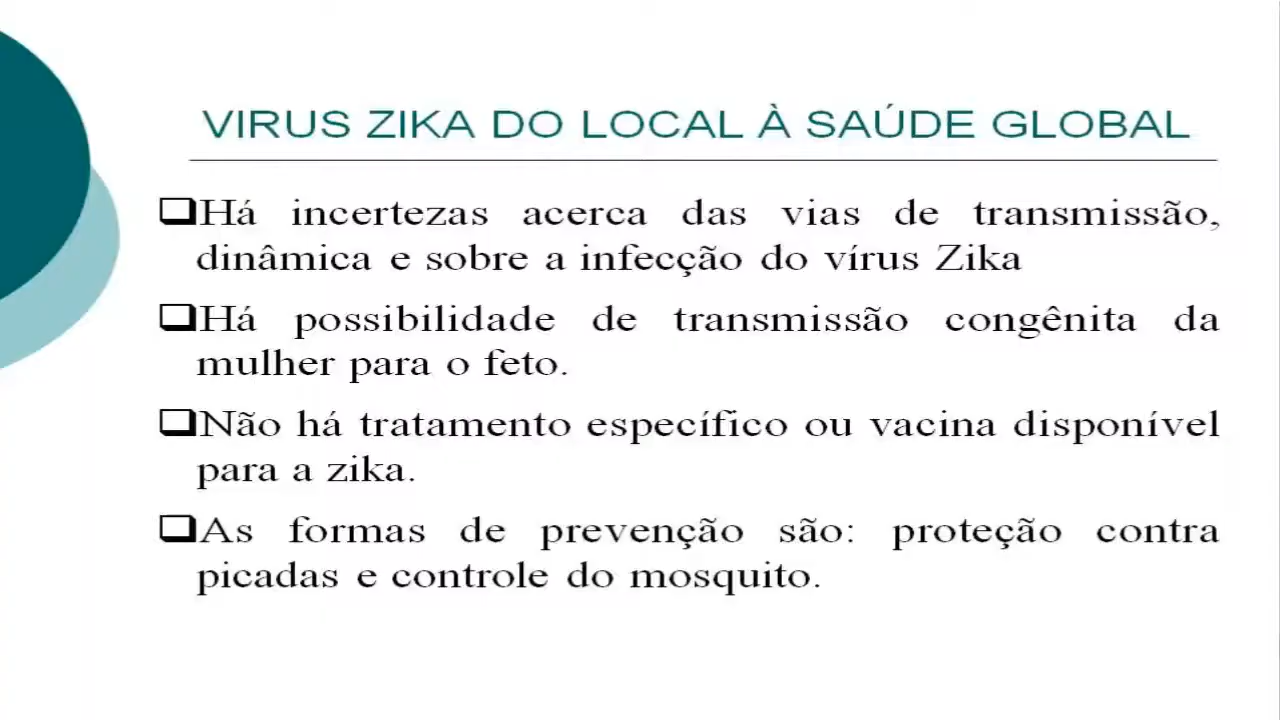 VIRUS ZIKA DO LOCAL À SAÚDE GLOBAL
❑Há incertezas acerca das vias de transmissão,
dinâmica e sobre a infecção do vírus Zika
❑Há possibilidade de transmissão congênita da
mulher para o feto.
❑Não há tratamento específico ou vacina disponível
para a zika.
❑As formas de prevenção são: proteção contra
picadas e controle do mosquito.